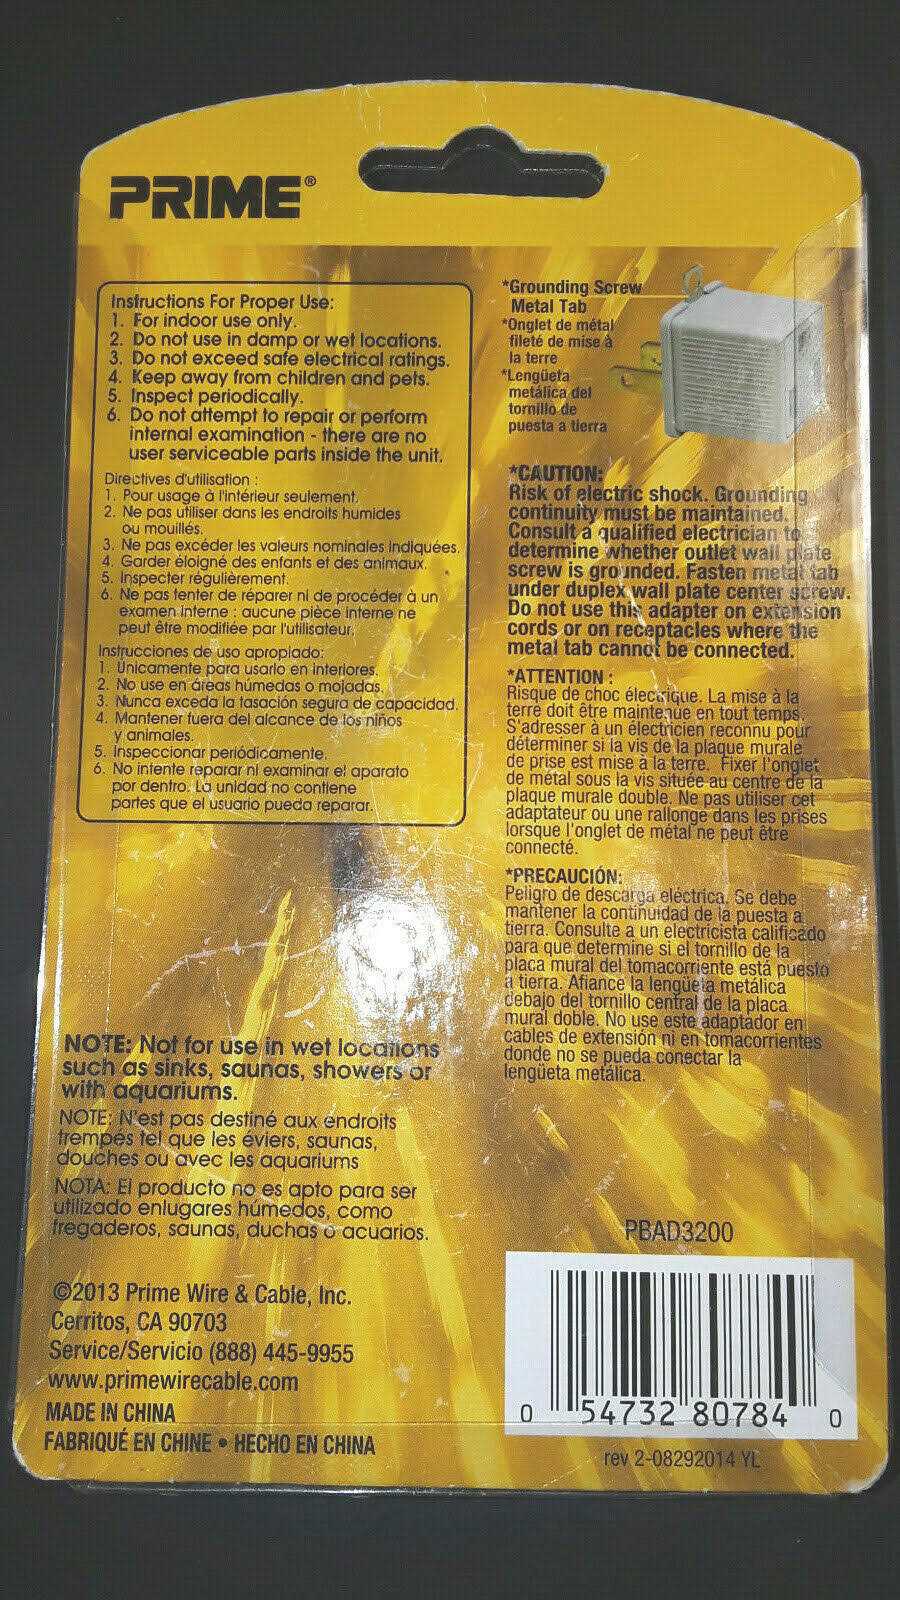 PRIME®
Instructions For Proper Use:
1. For indoor use only.
2. Do not use in damp or wet locations.
3. Do not exceed safe electrical ratings.
4. Keep away from children and pets.
5. Inspect periodically.
6. Do not attempt to repair or perform
internal examination - there are no
user serviceable parts inside the unit.
Directives d'utilisation :
1. Pour usage à l'intérieur seulement.
2. Ne pas utiliser dans les endroits humides
ou mouillés.
3. Ne pas excéder les valeurs nominales indiquées.
4. Garder éloigné des enfants et des animaux.
5. Inspecter régulièrement.
6. Ne pas tenter de réparer ni de procéder à un
examen interne : aucune pièce interne ne
peut être modifiée par l'utilisateur.
Instrucciones de uso apropiado:
1. Únicamente para usarlo en interiores.
2. No use en áreas húmedas o mojadas.
3. Nunca exceda la tasación segura de capacidad.
4. Mantener fuera del alcance de los niños
y animales.
5. Inspeccionar periódicamente.
6. No intente reparar ni examinar el aparato
por dentro. La unidad no contiene
partes que el usuario pueda reparar.
*Grounding Screw
Metal Tab
*Onglet de métal
fileté de mise à
la terre
*Lengüeta
metálica del
tornillo de
puesta a tierra
*CAUTION:
Risk of electric shock. Grounding
continuity must be maintained.
Consult a qualified electrician to
determine whether outlet wall plate
screw is grounded. Fasten metal tab
under duplex wall plate center screw.
Do not use this adapter on extension
cords or on receptacles where the
metal tab cannot be connected.
*ATTENTION :
Risque de choc électrique. La mise à la
terre doit être maintenue en tout temps.
S'adresser à un électricien reconnu pour
déterminer si la vis de la plaque murale
de prise est mise à la terre. Fixer l'onglet
de métal sous la vis située au centre de la
plaque murale double. Ne pas utiliser cet
adaptateur ou une rallonge dans les prises
lorsque l'onglet de métal ne peut être
connecté.
*PRECAUCIÓN:
Peligro de descarga eléctrica. Se debe
mantener la continuidad de la puesta a
tierra. Consulte a un electricista calificado
para que determine si el tornillo de la
placa mural del tomacorriente está puesto
a tierra. Afiance la lengüeta metálica
debajo del tornillo central de la placa
mural doble. No use este adaptador en
cables de extensión ni en tomacorrientes
donde no se pueda conectar la
lengüeta metálica.
NOTE: Not for use in wet locations
such as sinks, saunas, showers or
with aquariums.
NOTE: N'est pas destiné aux endroits
trempés tel que les éviers, saunas,
douches ou avec les aquariums
NOTA: El producto no es apto para ser
utilizado enlugares húmedos, como
fregaderos, saunas, duchas o acuarios.
©2013 Prime Wire & Cable, Inc.
Cerritos, CA 90703
Service/Servicio (888) 445-9955
www.primewirecable.com
MADE IN CHINA
FABRIQUÉ EN CHINE • HECHO EN CHINA
PBAD3200
0 54732 80784 0
rev 2-08292014 YL